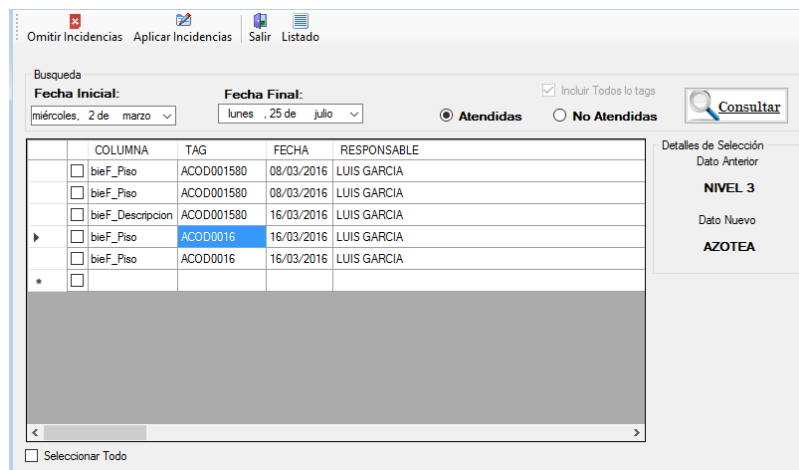 Omitir Incidencias Aplicar Incidencias Salir Listado
Busqueda
Fecha Inicial: Fecha Final:
miércoles, 2 de marzo
lunes , 25 de julio
Incluir Todos lo tags
Atendidas No Atendidas
Consultar
COLUMNA TAG FECHA RESPONSABLE
bieF_Piso ACOD001580 08/03/2016 LUIS GARCIA
bieF_Piso ACOD001580 08/03/2016 LUIS GARCIA
bieF_Descripcion ACOD001580 16/03/2016 LUIS GARCIA
bieF_Piso ACOD0016 16/03/2016 LUIS GARCIA
bieF_Piso ACOD0016 16/03/2016 LUIS GARCIA
Detalles de Selección
Dato Anterior
NIVEL 3
Dato Nuevo
AZOTEA
Seleccionar Todo